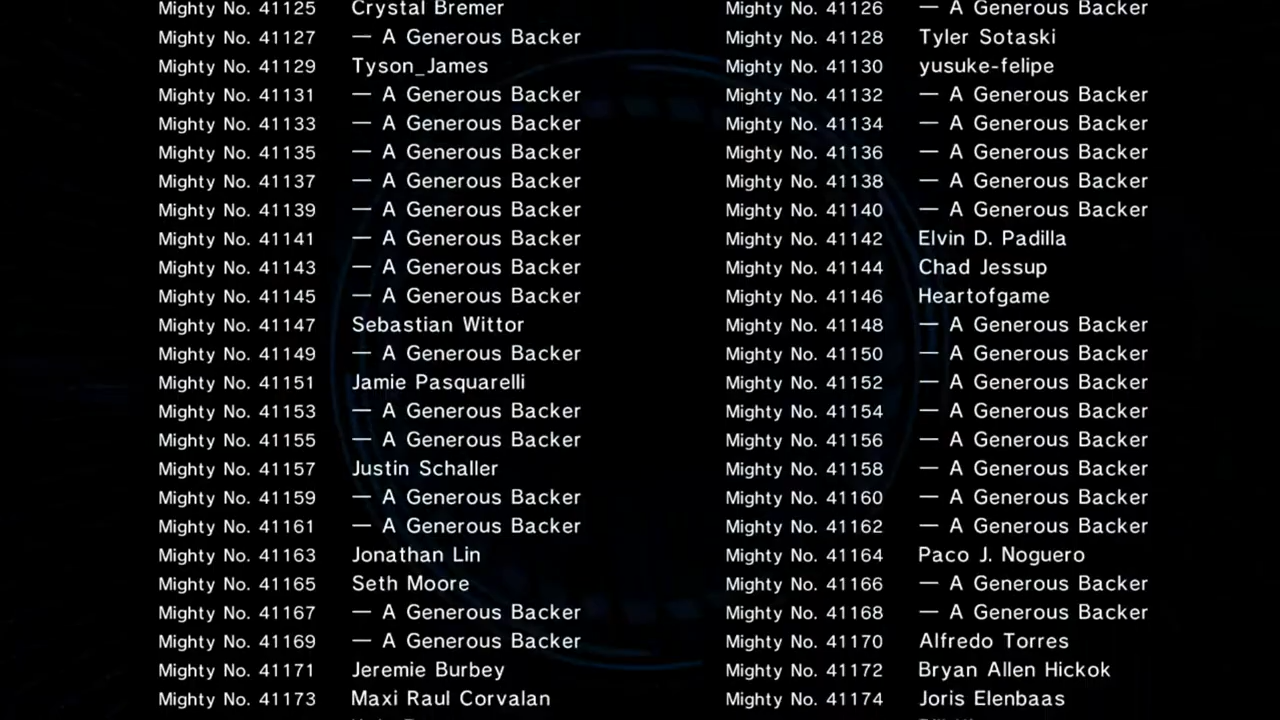 Mighty No. 41125 Crystal Bremer Mighty No. 41126 — A Generous Backer
Mighty No. 41127 — A Generous Backer Mighty No. 41128 Tyler Sotaski
Mighty No. 41129 Tyson_James Mighty No. 41130 yusuke-felipe
Mighty No. 41131 — A Generous Backer Mighty No. 41132 — A Generous Backer
Mighty No. 41133 — A Generous Backer Mighty No. 41134 — A Generous Backer
Mighty No. 41135 — A Generous Backer Mighty No. 41136 — A Generous Backer
Mighty No. 41137 — A Generous Backer Mighty No. 41138 — A Generous Backer
Mighty No. 41139 — A Generous Backer Mighty No. 41140 — A Generous Backer
Mighty No. 41141 — A Generous Backer Mighty No. 41142 Elvin D. Padilla
Mighty No. 41143 — A Generous Backer Mighty No. 41144 Chad Jessup
Mighty No. 41145 — A Generous Backer Mighty No. 41146 Heartofgame
Mighty No. 41147 Sebastian Wittor Mighty No. 41148 — A Generous Backer
Mighty No. 41149 — A Generous Backer Mighty No. 41150 — A Generous Backer
Mighty No. 41151 Jamie Pasquarelli Mighty No. 41152 — A Generous Backer
Mighty No. 41153 — A Generous Backer Mighty No. 41154 — A Generous Backer
Mighty No. 41155 — A Generous Backer Mighty No. 41156 — A Generous Backer
Mighty No. 41157 Justin Schaller Mighty No. 41158 — A Generous Backer
Mighty No. 41159 — A Generous Backer Mighty No. 41160 — A Generous Backer
Mighty No. 41161 — A Generous Backer Mighty No. 41162 — A Generous Backer
Mighty No. 41163 Jonathan Lin Mighty No. 41164 Paco J. Noguero
Mighty No. 41165 Seth Moore Mighty No. 41166 — A Generous Backer
Mighty No. 41167 — A Generous Backer Mighty No. 41168 — A Generous Backer
Mighty No. 41169 — A Generous Backer Mighty No. 41170 Alfredo Torres
Mighty No. 41171 Jeremie Burbey Mighty No. 41172 Bryan Allen Hickok
Mighty No. 41173 Maxi Raul Corvalan Mighty No. 41174 Joris Elenbaas